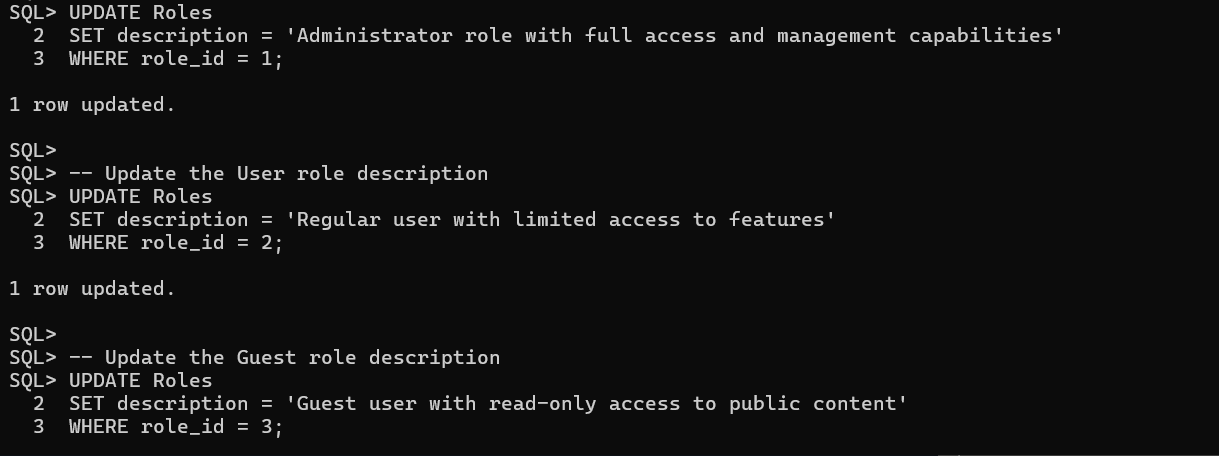 SQL> UPDATE Roles
  2  SET description = 'Administrator role with full access and management capabilities'
  3  WHERE role_id = 1;

1 row updated.

SQL>
SQL> -- Update the User role description
SQL> UPDATE Roles
  2  SET description = 'Regular user with limited access to features'
  3  WHERE role_id = 2;

1 row updated.

SQL>
SQL> -- Update the Guest role description
SQL> UPDATE Roles
  2  SET description = 'Guest user with read-only access to public content'
  3  WHERE role_id = 3;